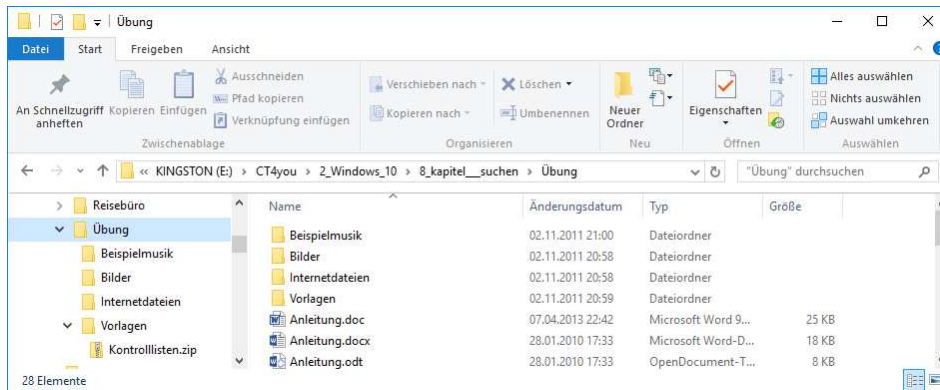 Übung
Datei Start Freigeben Ansicht
An Schnellzugriff anheften
Kopieren
Einfügen
Ausschneiden
Pfad kopieren
Verknüpfung einfügen
Zwischenablage
Verschieben nach
Kopieren nach
Löschen
Umbenennen
Organisieren
Neuer Ordner
Neu
Eigenschaften
Öffnen
Alles auswählen
Nichts auswählen
Auswahl umkehren
Auswählen
« KINGSTON (E:) > CT4you > 2_Windows_10 > 8_kapitel__suchen > Übung
"Übung" durchsuchen
Reisebüro
Übung
Beispielmusik
Bilder
Internetdateien
Vorlagen
Kontrolllisten.zip
Name Änderungsdatum Typ Größe
Beispielmusik 02.11.2011 21:00 Dateiordner
Bilder 02.11.2011 20:58 Dateiordner
Internetdateien 02.11.2011 20:58 Dateiordner
Vorlagen 02.11.2011 20:59 Dateiordner
Anleitung.doc 07.04.2013 22:42 Microsoft Word 9... 25 KB
Anleitung.docx 28.01.2010 17:33 Microsoft Word-D... 18 KB
Anleitung.odt 28.01.2010 17:33 OpenDocument-T... 8 KB
28 Elemente